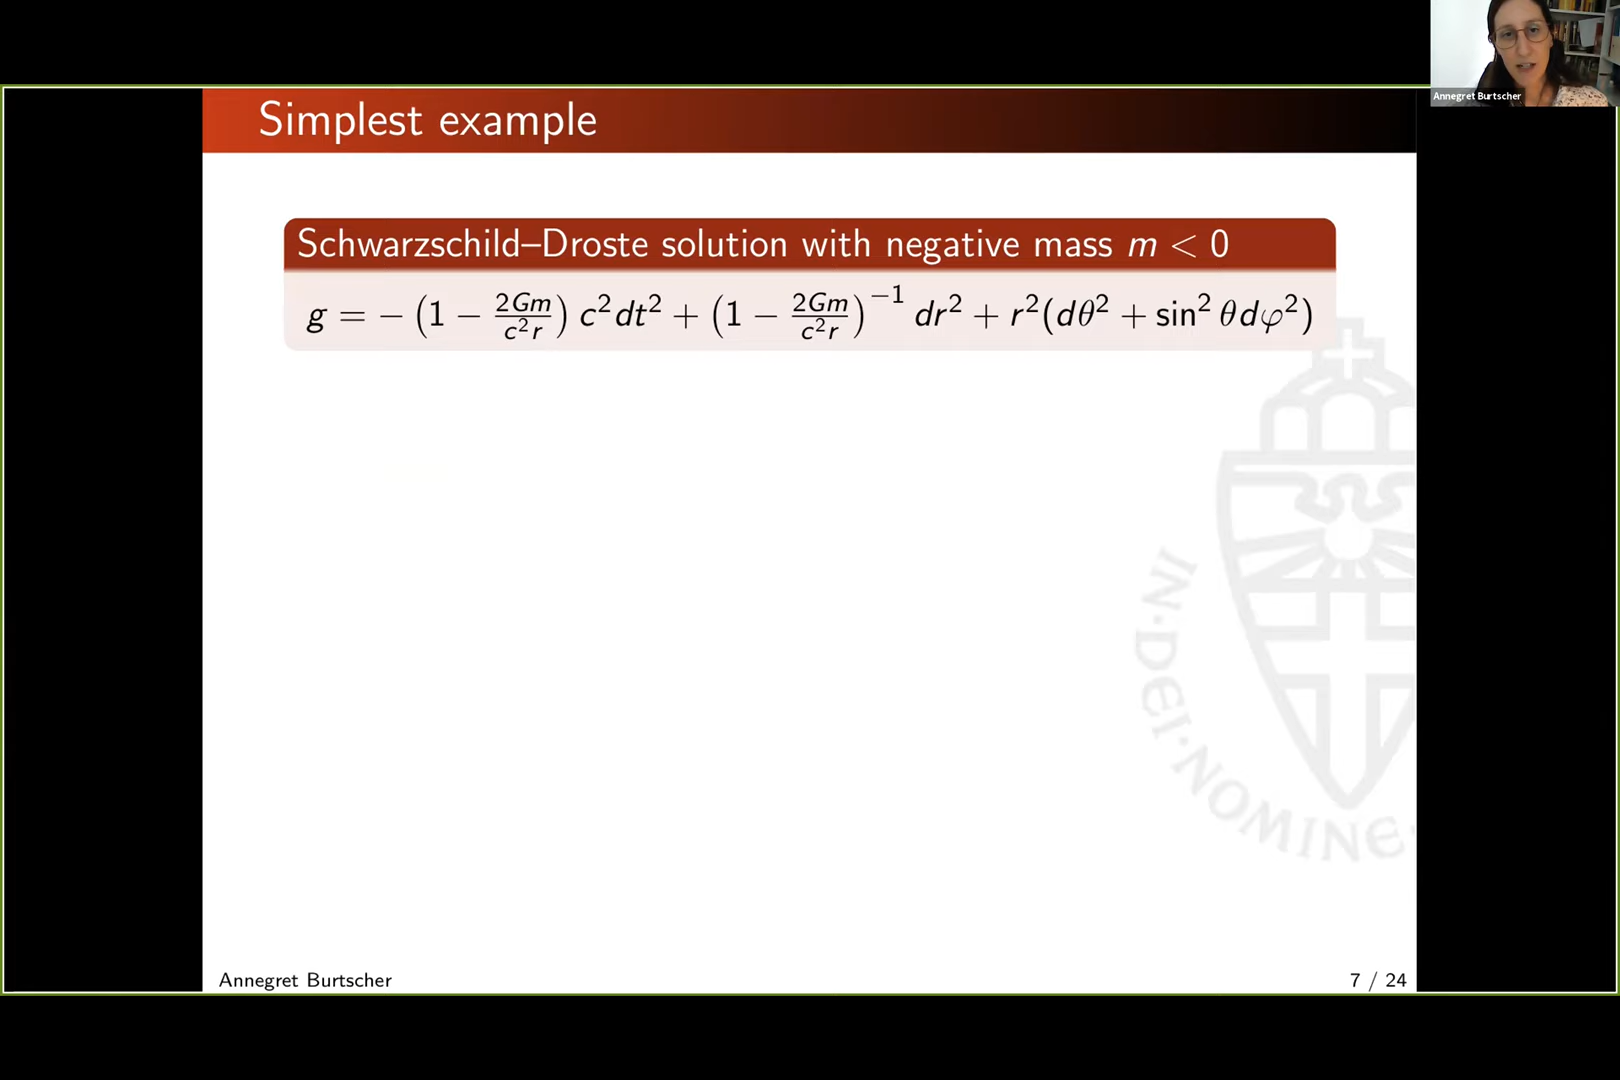 Annegret Burtscher
Simplest example
Schwarzschild–Droste solution with negative mass m < 0
g = −(1 − 2Gm/c²r) c²dt² + (1 − 2Gm/c²r)⁻¹ dr² + r²(dθ² + sin² θdφ²)
IN·DEI·NOMINE·
Annegret Burtscher
7 / 24